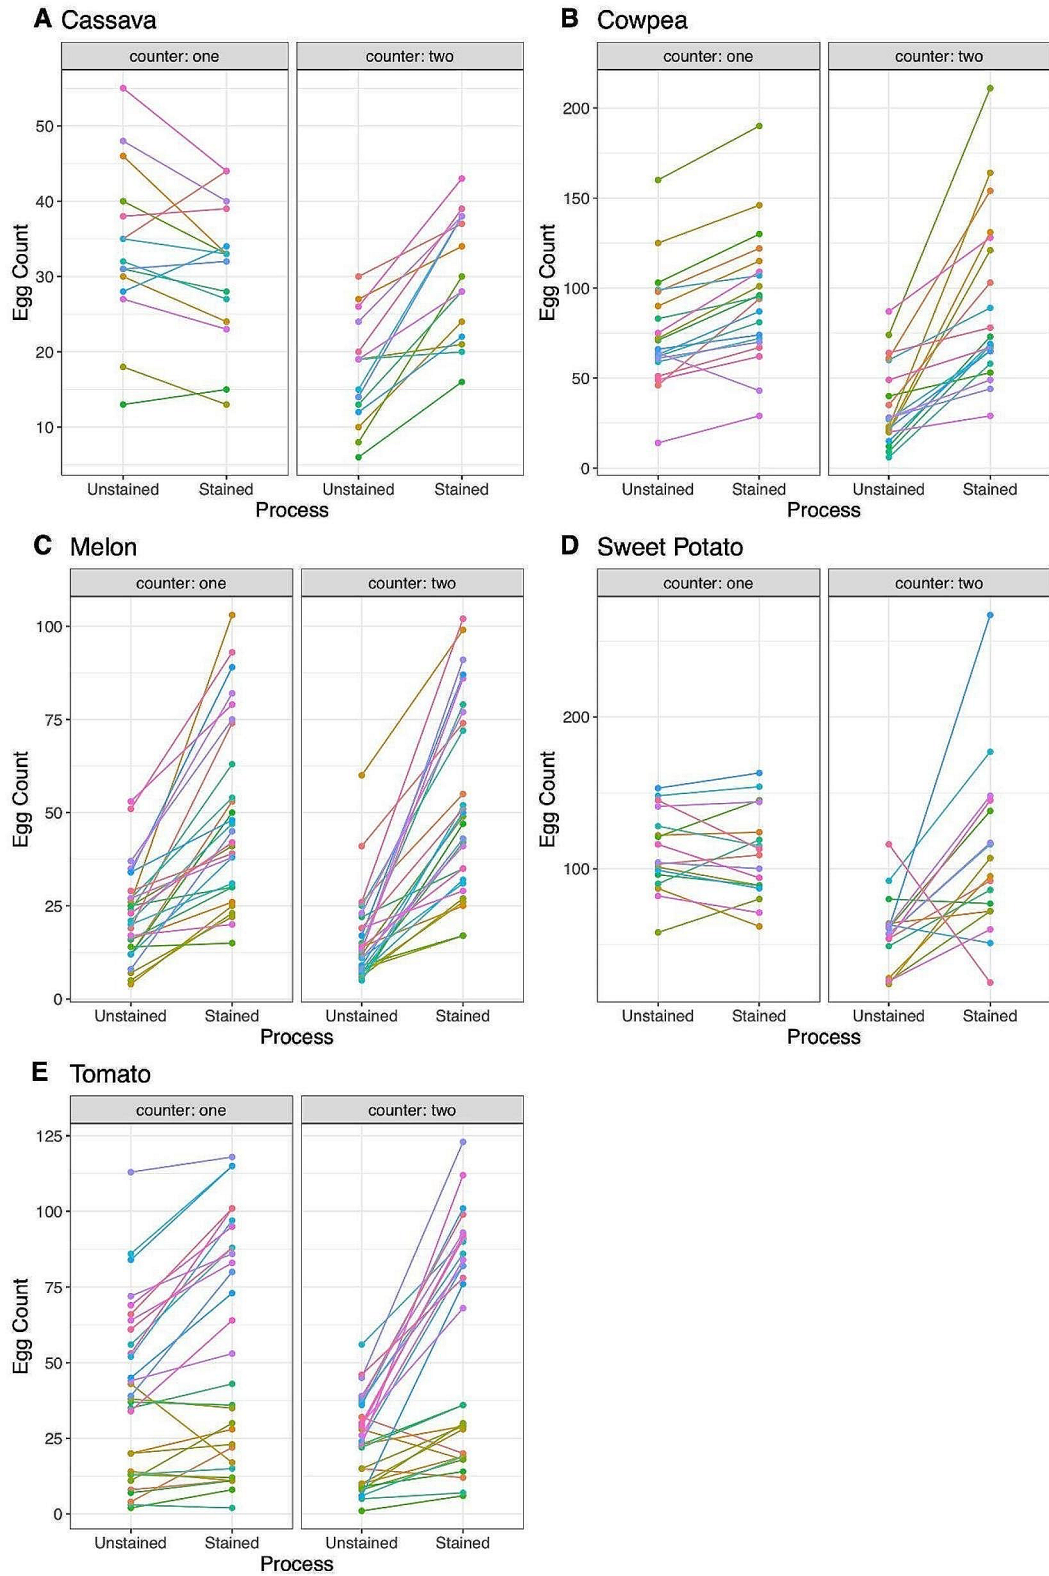 A Cassava
B Cowpea
counter: one
counter: two
counter: one
counter: two
Egg Count
50
40
30
20
10
Egg Count
200
150
100
50
0
Unstained
Stained
Unstained
Stained
Unstained
Stained
Unstained
Stained
Process
Process
C Melon
D Sweet Potato
counter: one
counter: two
counter: one
counter: two
Egg Count
100
75
50
25
0
Egg Count
200
100
Unstained
Stained
Unstained
Stained
Unstained
Stained
Unstained
Stained
Process
Process
E Tomato
counter: one
counter: two
Egg Count
125
100
75
50
25
0
Unstained
Stained
Unstained
Stained
Process